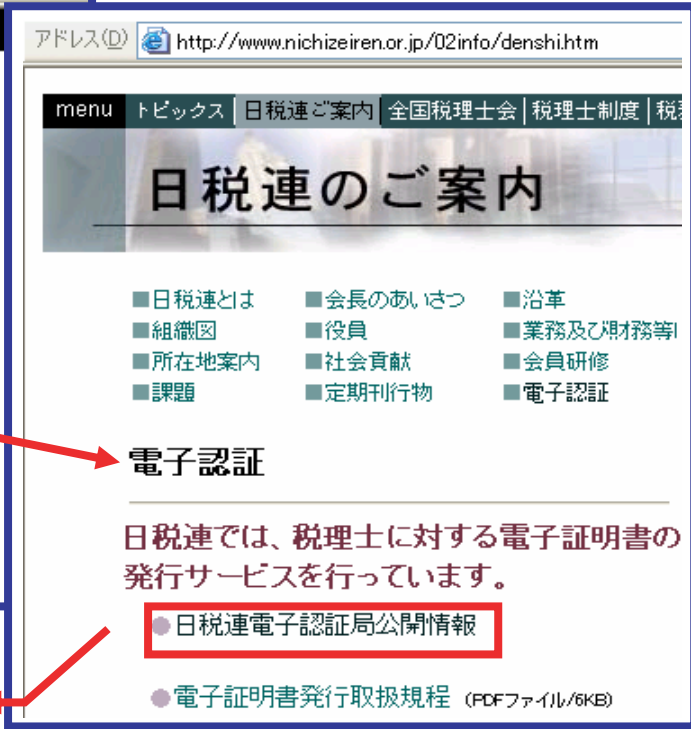 アドレス(D) http://www.nichizeiren.or.jp/02info/denshi.htm
menu トピックス 日税連ご案内 全国税理士会 税理士制度
日税連のご案内
■日税連とは ■会長のあいさつ ■沿革
■組織図 ■役員 ■業務及び財務等
■所在地案内 ■社会貢献 ■会員研修
■課題 ■定期刊行物 ■電子認証
電子認証
日税連では、税理士に対する電子証明書の
発行サービスを行っています。
●日税連電子認証局公開情報
●電子証明書発行取扱規程 (PDFファイル/6KB)